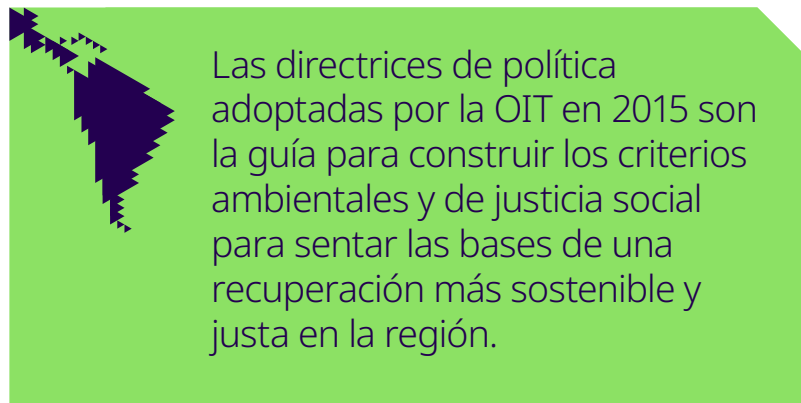 Las directrices de política
adoptadas por la OIT en 2015 son
la guía para construir los criterios
ambientales y de justicia social
para sentar las bases de una
recuperación más sostenible y
justa en la región.